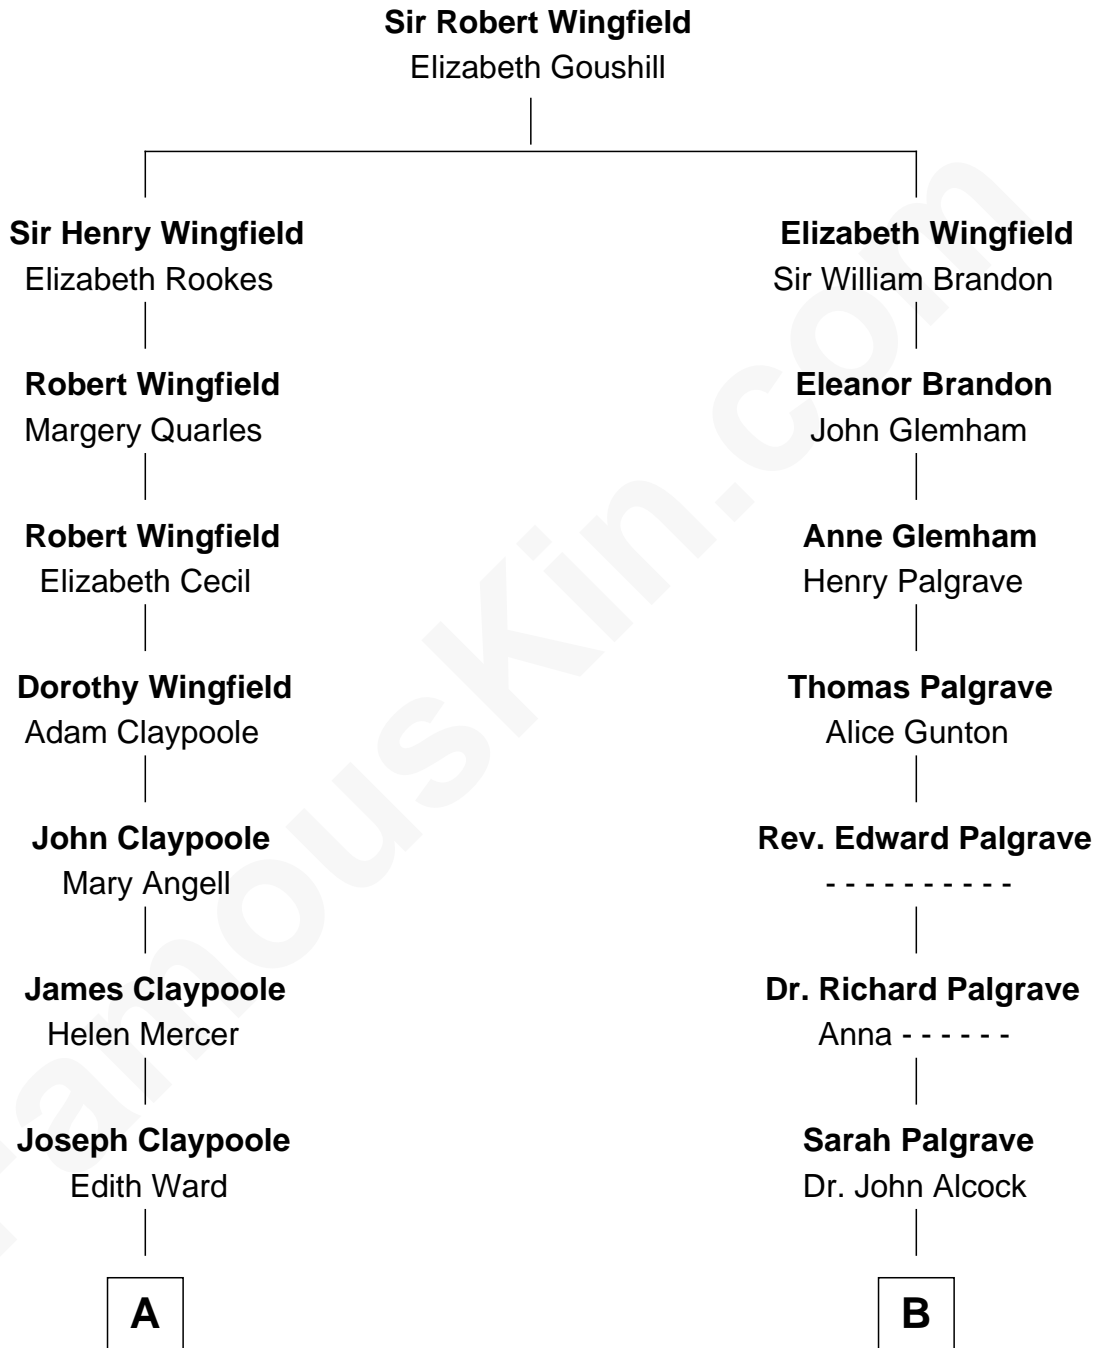 Sir Robert Wingfield
Elizabeth Goushill
Sir Henry Wingfield
Elizabeth Rookes
Robert Wingfield
Margery Quarles
Robert Wingfield
Elizabeth Cecil
Dorothy Wingfield
Adam Claypoole
John Claypoole
Mary Angell
James Claypoole
Helen Mercer
Joseph Claypoole
Edith Ward
A
Elizabeth Wingfield
Sir William Brandon
Eleanor Brandon
John Glemham
Anne Glemham
Henry Palgrave
Thomas Palgrave
Alice Gunton
Rev. Edward Palgrave
- - - - - - - - - -
Dr. Richard Palgrave
Anna - - - - - -
Sarah Palgrave
Dr. John Alcock
B
FamousKin.com